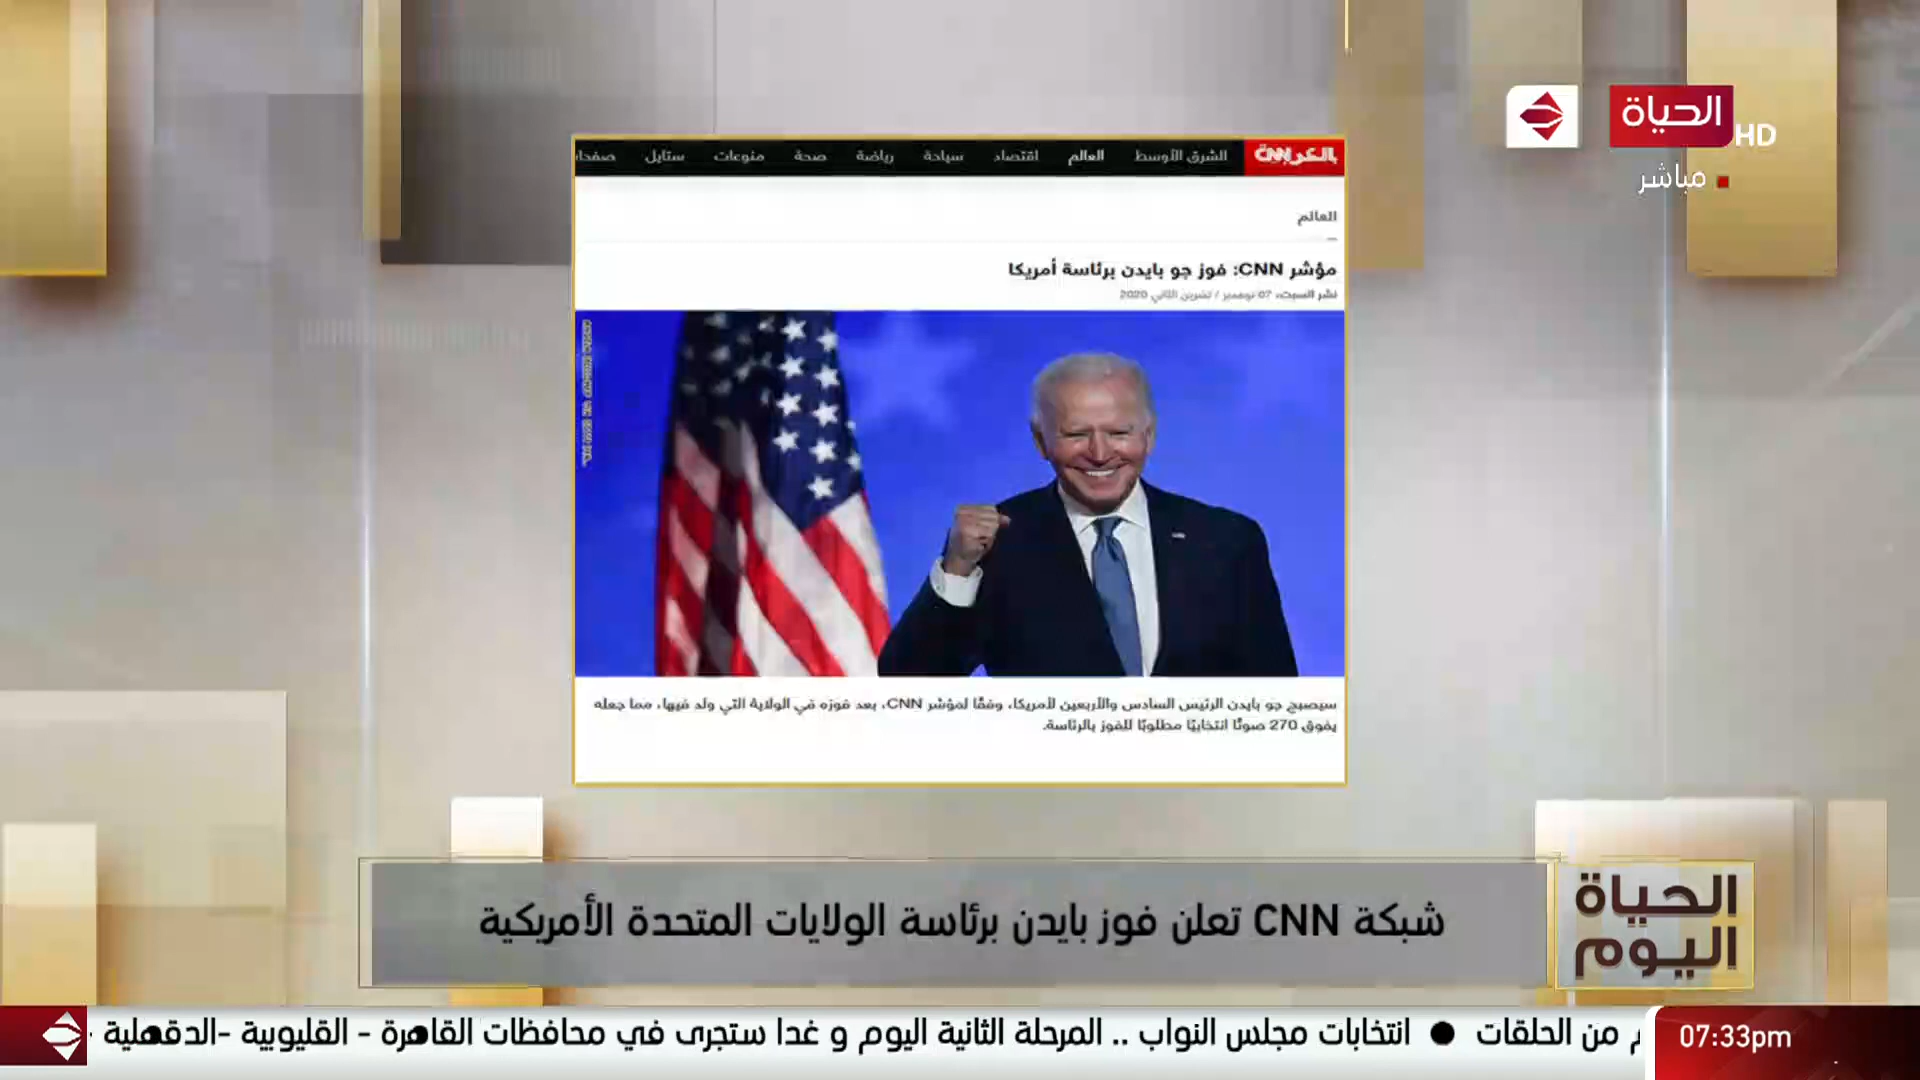 الحياة HD
مباشر
CNN بالعربية
الشرق الأوسط العالم اقتصاد سياحة رياضة صحة منوعات ستايل صفحات
العالم
مؤشر CNN: فوز جو بايدن برئاسة أمريكا
نشر السبت، 07 نوفمبر / تشرين الثاني 2020
سيصبح جو بايدن الرئيس السادس والأربعين لأمريكا، وفقًا لمؤشر CNN، بعد فوزه في الولاية التي ولد فيها، مما جعله
يفوق 270 صوتًا انتخابيًا مطلوبًا للفوز بالرئاسة.
شبكة CNN تعلن فوز بايدن برئاسة الولايات المتحدة الأمريكية
الحياة
اليوم
م من الحلقات ● انتخابات مجلس النواب .. المرحلة الثانية اليوم و غدا ستجرى في محافظات القاهرة - القليوبية -الدقهلية -
07:33pm